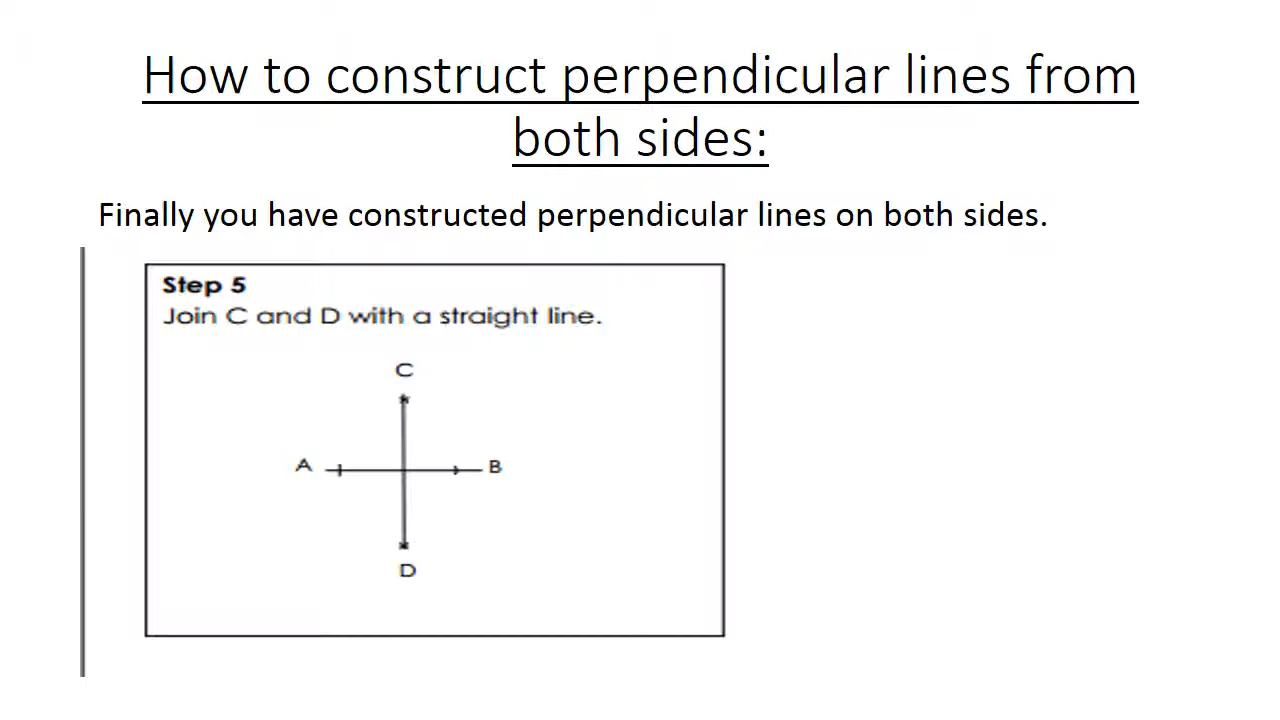 How to construct perpendicular lines from
both sides:
Finally you have constructed perpendicular lines on both sides.
Step 5
Join C and D with a straight line.
C
A B
D